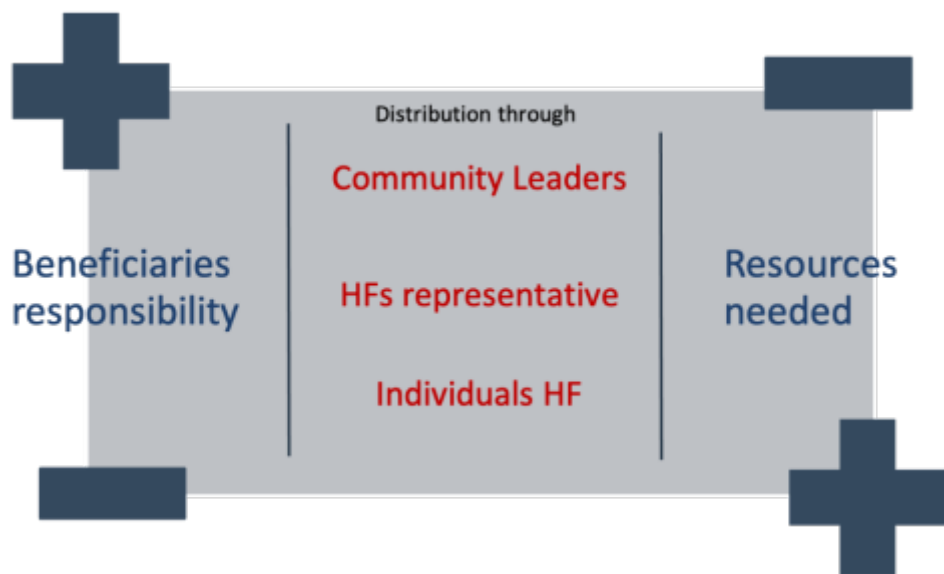 Distribution through
Community Leaders
Beneficiaries
responsibility
HFs representative
Resources
needed
Individuals HF